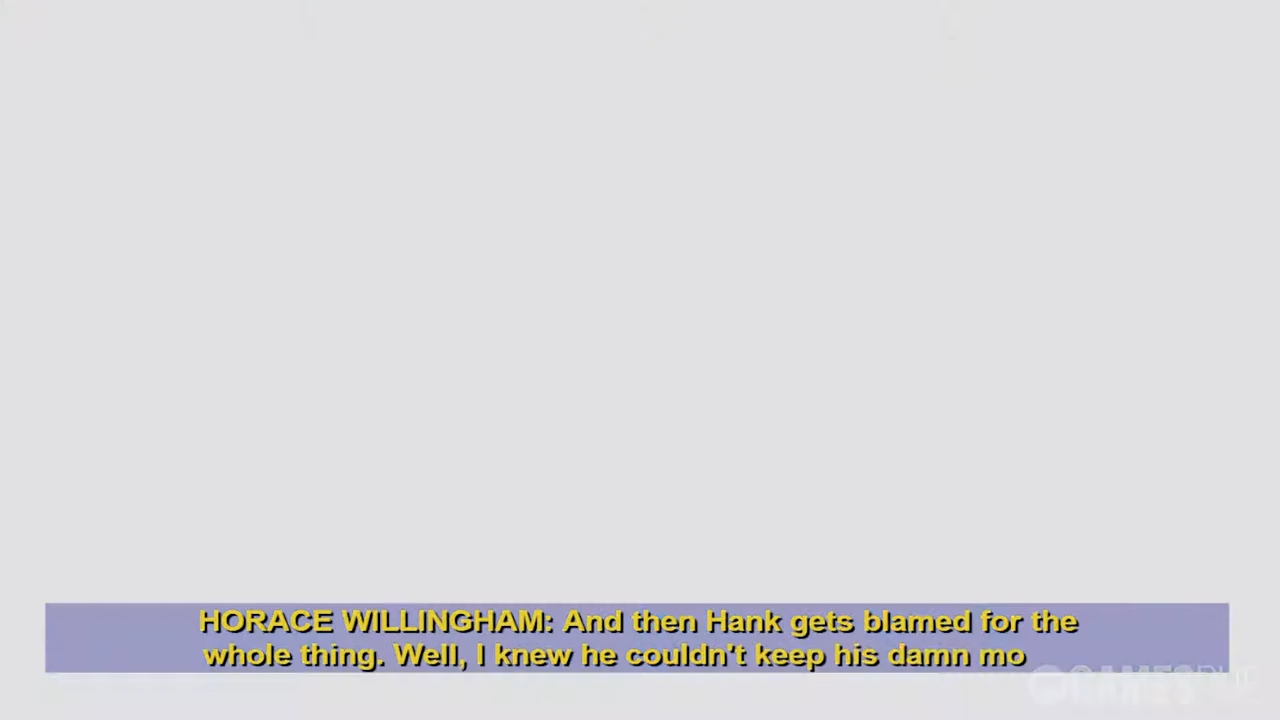 HORACE WILLINGHAM: And then Hank gets blamed for the
whole thing. Well, I knew he couldn't keep his damn mo